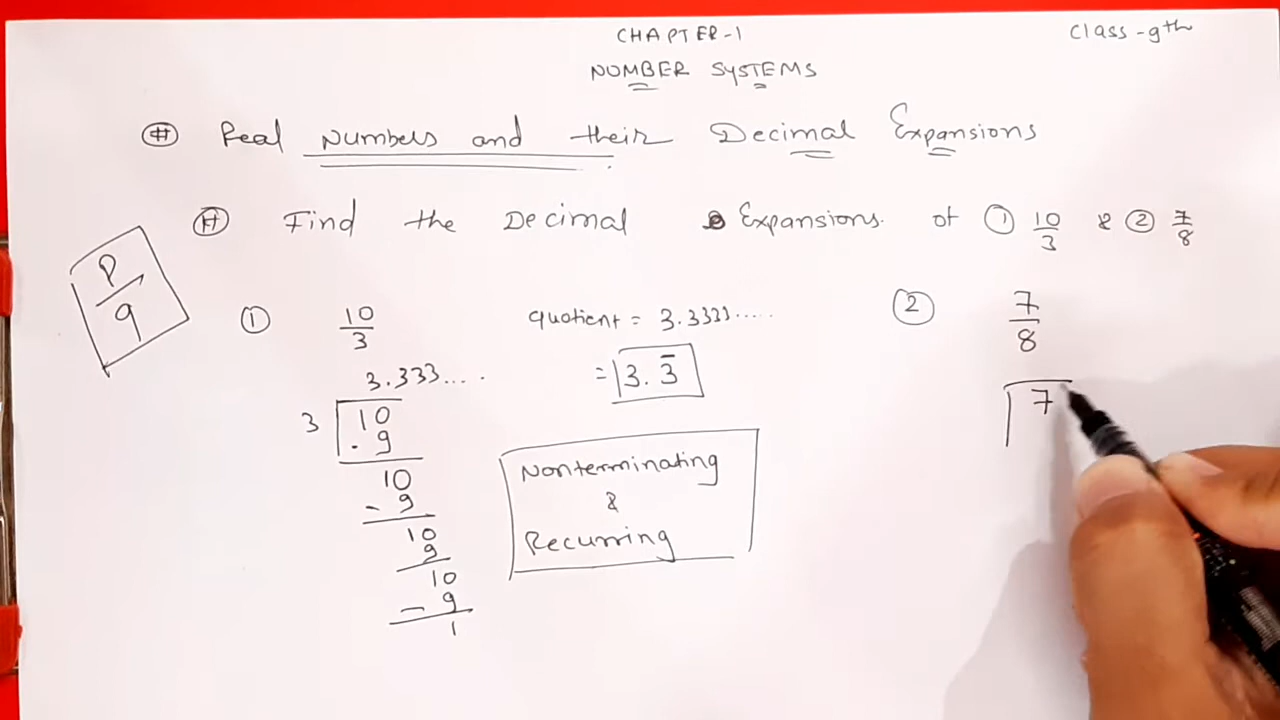 CHAPTER-1
Class-9th
NUMBER SYSTEMS
# Real Numbers and their Decimal Expansions
# Find the Decimal Expansions. of ① 10/3 & ② 7/8
P/q
① 10/3
quotient = 3.3333.....
= 3.3̅
3.333....
3 10
- 9
10
- 9
10
9
10
- 9
1
Nonterminating
&
Recurring
② 7/8
7